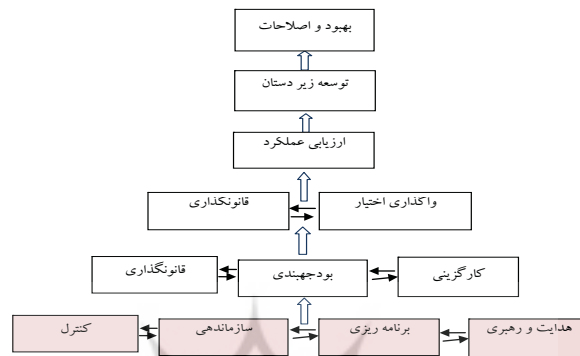 بهبود و اصلاحات
توسعه زیر دستان
ارزیابی عملکرد
واکذاری اختیار
قانونکذاری
کارگزینی
بودجهبندی
قانونگذاری
هدایت و رهبری
برنامه ریزی
سازماندهی
کنترل